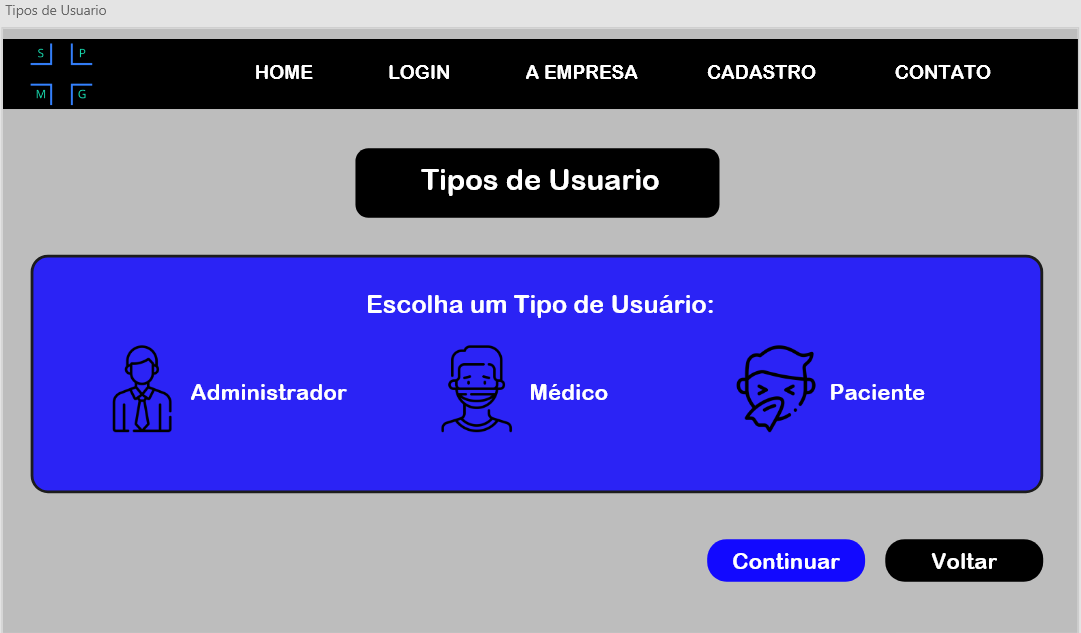 Tipos de Usuario
S P
M G
HOME LOGIN A EMPRESA CADASTRO CONTATO
Tipos de Usuario
Escolha um Tipo de Usuário:
Administrador Médico Paciente
Continuar Voltar